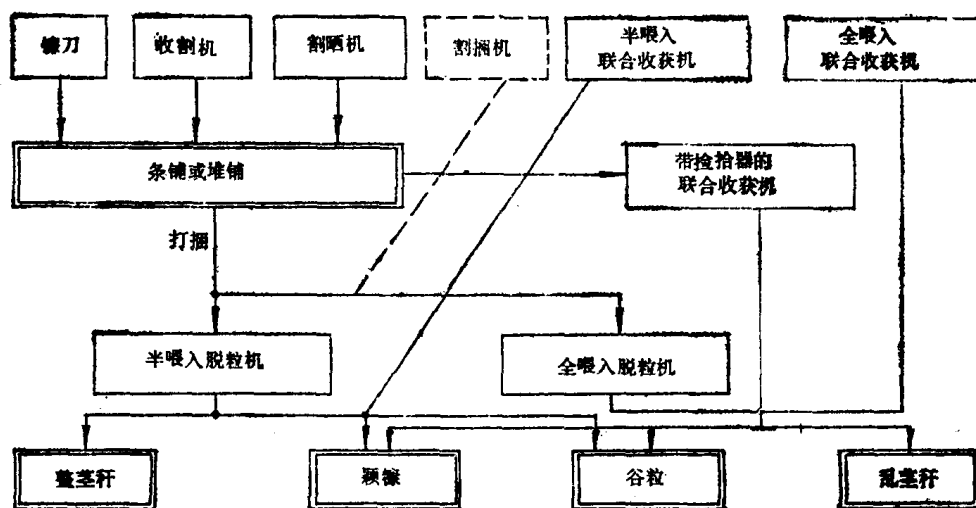 镰刀
收割机
割晒机
割捆机
半喂入
联合收获机
全喂入
联合收获机
条铺或堆铺
带捡拾器的
联合收获机
打捆
半喂入脱粒机
全喂入脱粒机
整茎秆
颖糠
谷粒
乱茎秆